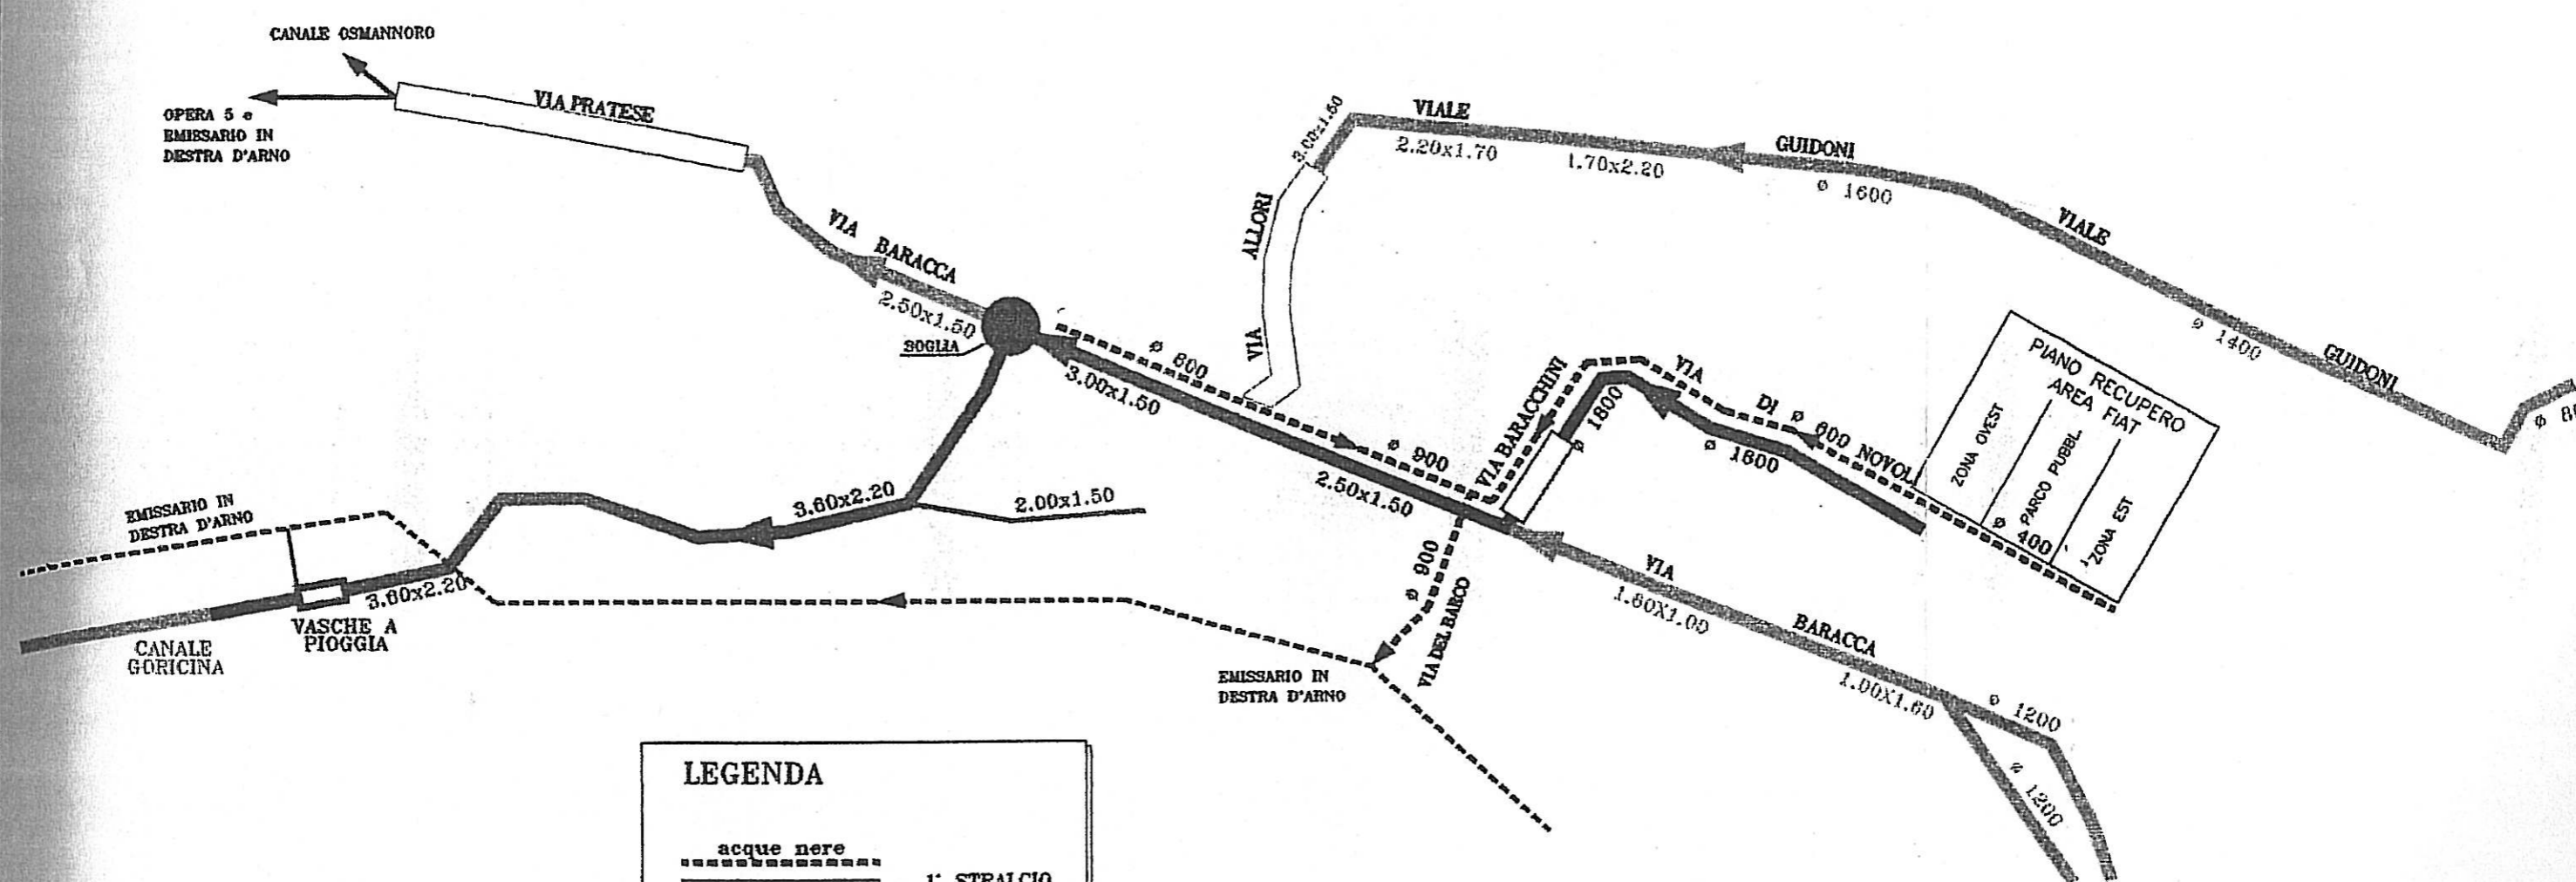 CANALE OSMANNORO
OPERA 5 e
EMISSARIO IN
DESTRA D'ARNO
VIA PRATESE
VIA BARACCA
2.50x1.50
SOGLIA
3.00x1.50
VIALE GUIDONI
2.20x1.70
1.70x2.20
ø 1600
VIALE GUIDONI
ø 1400
VIA ALLORI
ø 800
3.00x1.50
ø 900
2.50x1.50
VIA BARACCHINI
ø 1800
VIA DI NOVOLI
ø 600
ø 1800
PIANO RECUPERO
AREA FIAT
ZONA OVEST
PARCO PUBBL.
ZONA EST
ø 400
3.60x2.20
2.00x1.50
EMISSARIO IN
DESTRA D'ARNO
3.60x2.20
VASCHE A
PIOGGIA
CANALE
GORICINA
ø 900
VIA DEL BARCO
EMISSARIO IN
DESTRA D'ARNO
VIA BARACCA
1.60X1.00
1.00X1.60
ø 1200
ø 1200
LEGENDA
acque nere
1° STRALCIO